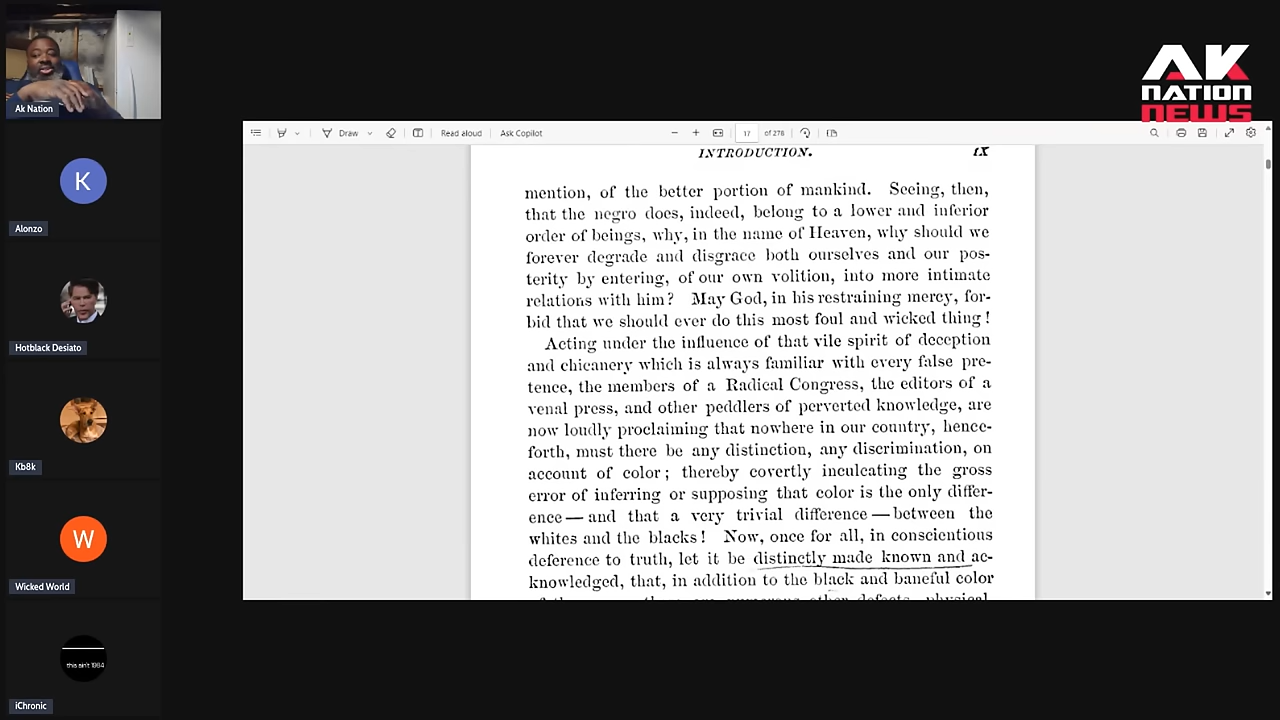 Ak Nation
K
Alonzo
Hotblack Desiato
Kb8k
W
Wicked World
this ain't 1984
iChronic
AK
NATION
NEWS
Draw
Read aloud
Ask Copilot
17
of 278
INTRODUCTION.
IX
mention, of the better portion of mankind. Seeing, then,
that the negro does, indeed, belong to a lower and inferior
order of beings, why, in the name of Heaven, why should we
forever degrade and disgrace both ourselves and our pos-
terity by entering, of our own volition, into more intimate
relations with him? May God, in his restraining mercy, for-
bid that we should ever do this most foul and wicked thing!
Acting under the influence of that vile spirit of deception
and chicanery which is always familiar with every false pre-
tence, the members of a Radical Congress, the editors of a
venal press, and other peddlers of perverted knowledge, are
now loudly proclaiming that nowhere in our country, hence-
forth, must there be any distinction, any discrimination, on
account of color; thereby covertly inculcating the gross
error of inferring or supposing that color is the only differ-
ence — and that a very trivial difference — between the
whites and the blacks! Now, once for all, in conscientious
deference to truth, let it be distinctly made known and ac-
knowledged, that, in addition to the black and baneful color
numerous other defects, physical,